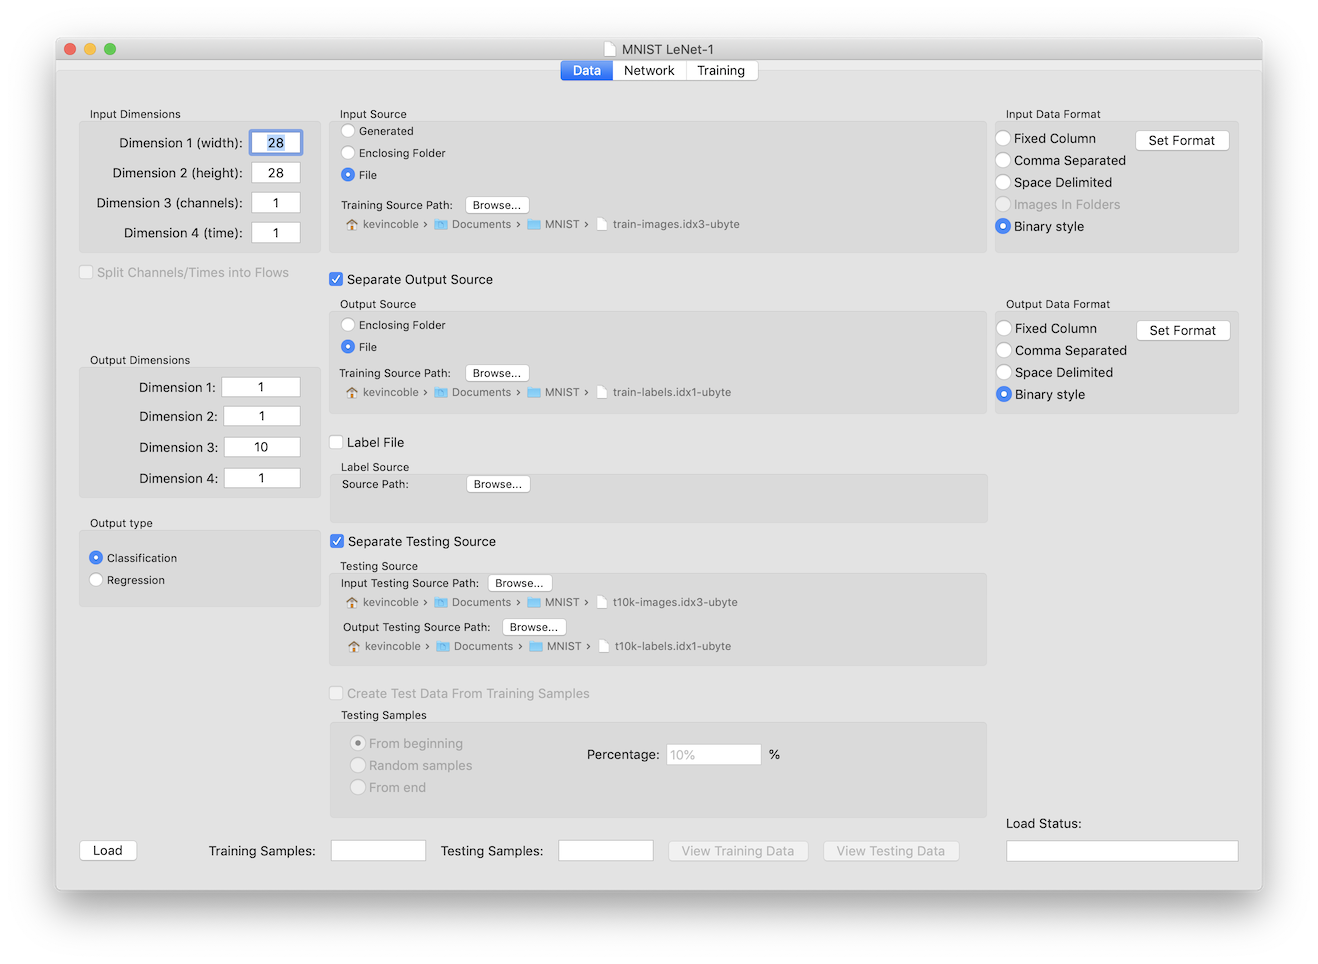 MNIST LeNet-1
Data Network Training
Input Dimensions
Dimension 1 (width): 28
Dimension 2 (height): 28
Dimension 3 (channels): 1
Dimension 4 (time): 1
Split Channels/Times into Flows
Output Dimensions
Dimension 1: 1
Dimension 2: 1
Dimension 3: 10
Dimension 4: 1
Output type
Classification
Regression
Input Source
Generated
Enclosing Folder
File
Training Source Path: Browse...
kevincoble › Documents › MNIST › train-images.idx3-ubyte
Separate Output Source
Output Source
Enclosing Folder
File
Training Source Path: Browse...
kevincoble › Documents › MNIST › train-labels.idx1-ubyte
Label File
Label Source
Source Path: Browse...
Separate Testing Source
Testing Source
Input Testing Source Path: Browse...
kevincoble › Documents › MNIST › t10k-images.idx3-ubyte
Output Testing Source Path: Browse...
kevincoble › Documents › MNIST › t10k-labels.idx1-ubyte
Create Test Data From Training Samples
Testing Samples
From beginning
Random samples
From end
Percentage: 10% %
Input Data Format
Fixed Column Set Format
Comma Separated
Space Delimited
Images In Folders
Binary style
Output Data Format
Fixed Column Set Format
Comma Separated
Space Delimited
Binary style
Load Status:
Load Training Samples: Testing Samples: View Training Data View Testing Data